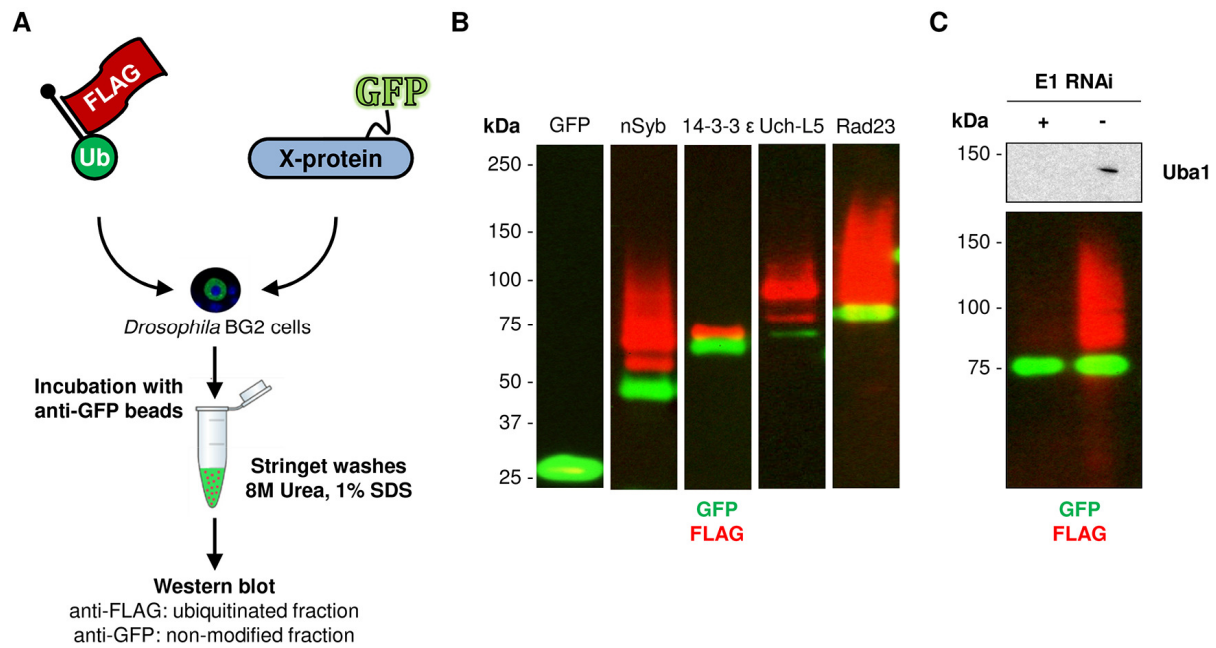 A
FLAG
Ub
GFP
X-protein
Drosophila BG2 cells
Incubation with
anti-GFP beads
Stringet washes
8M Urea, 1% SDS
Western blot
anti-FLAG: ubiquitinated fraction
anti-GFP: non-modified fraction
B
kDa GFP nSyb 14-3-3 ε Uch-L5 Rad23
250 -
150 -
100 -
75 -
50 -
37 -
25 -
GFP
FLAG
C
E1 RNAi
kDa + -
150 -
Uba1
150 -
100 -
75 -
GFP
FLAG